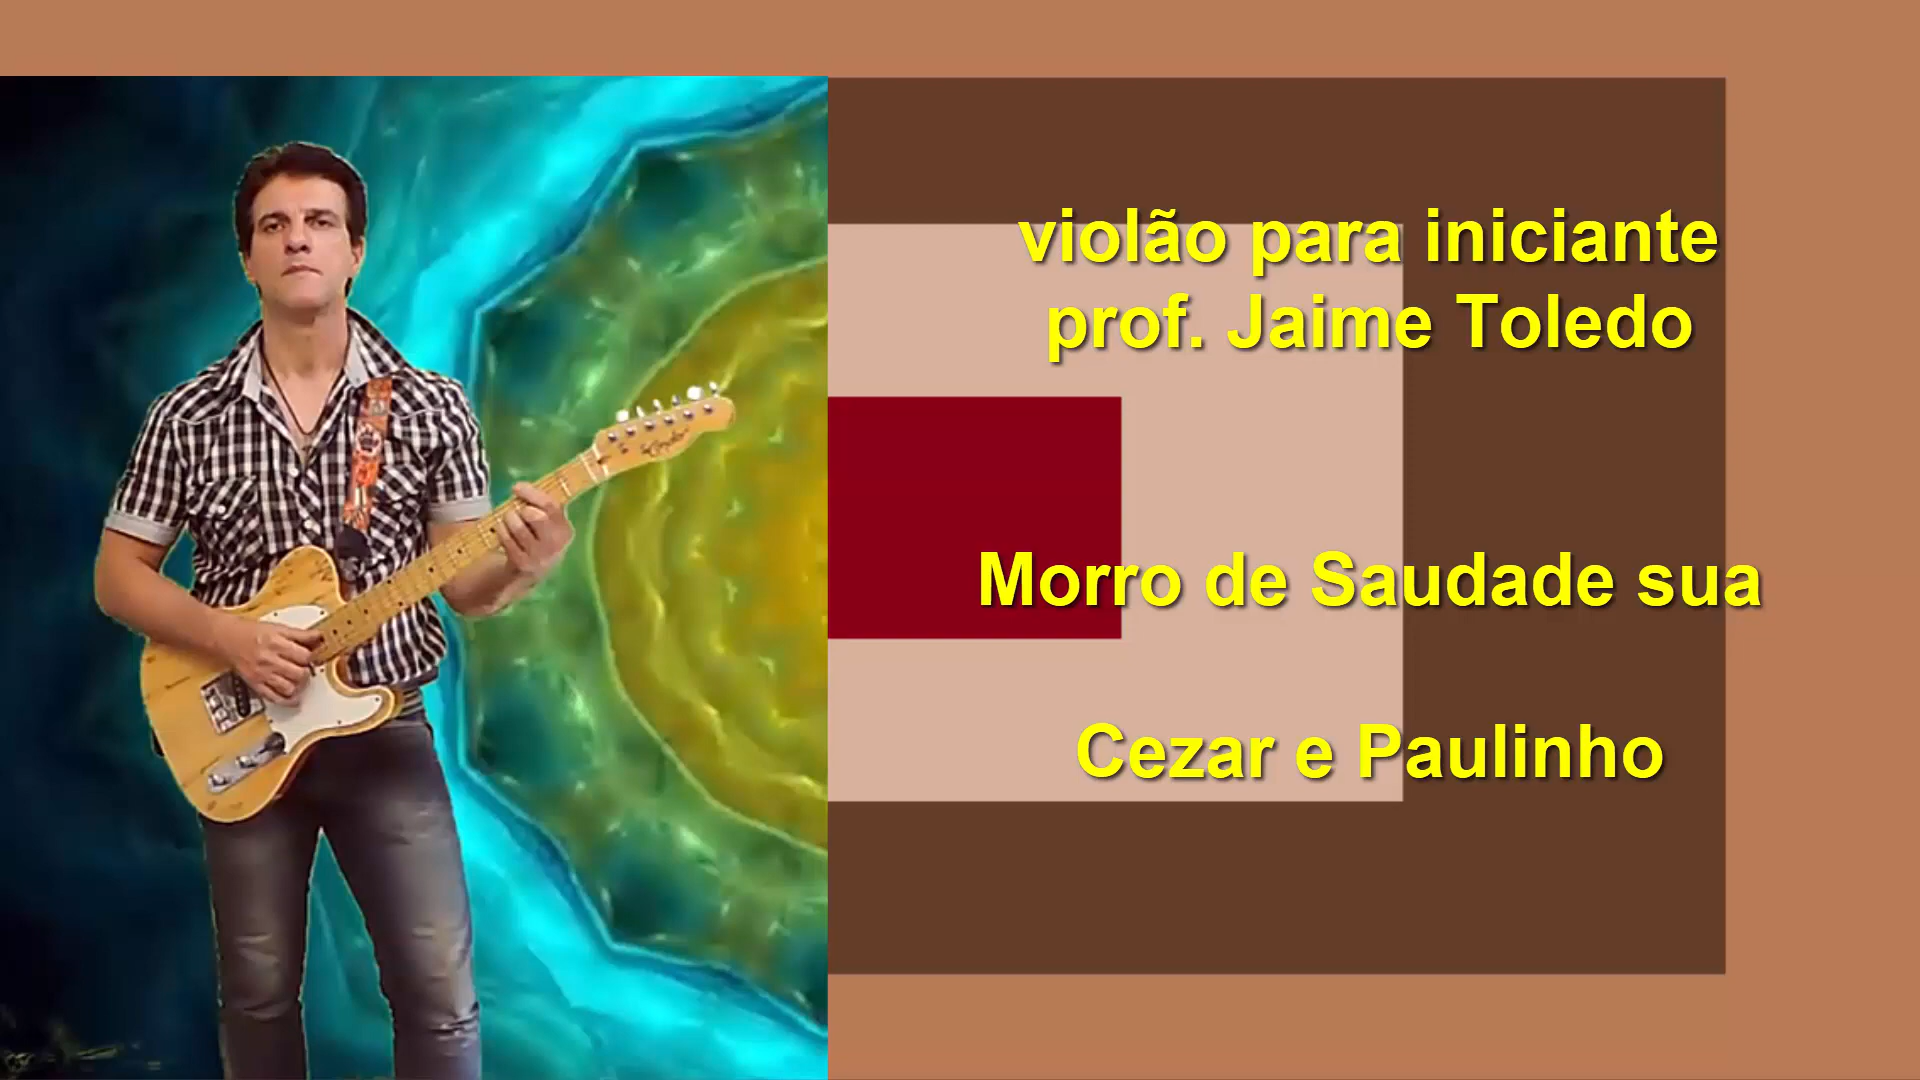 violão para iniciante
prof. Jaime Toledo
Morro de Saudade sua
Cezar e Paulinho